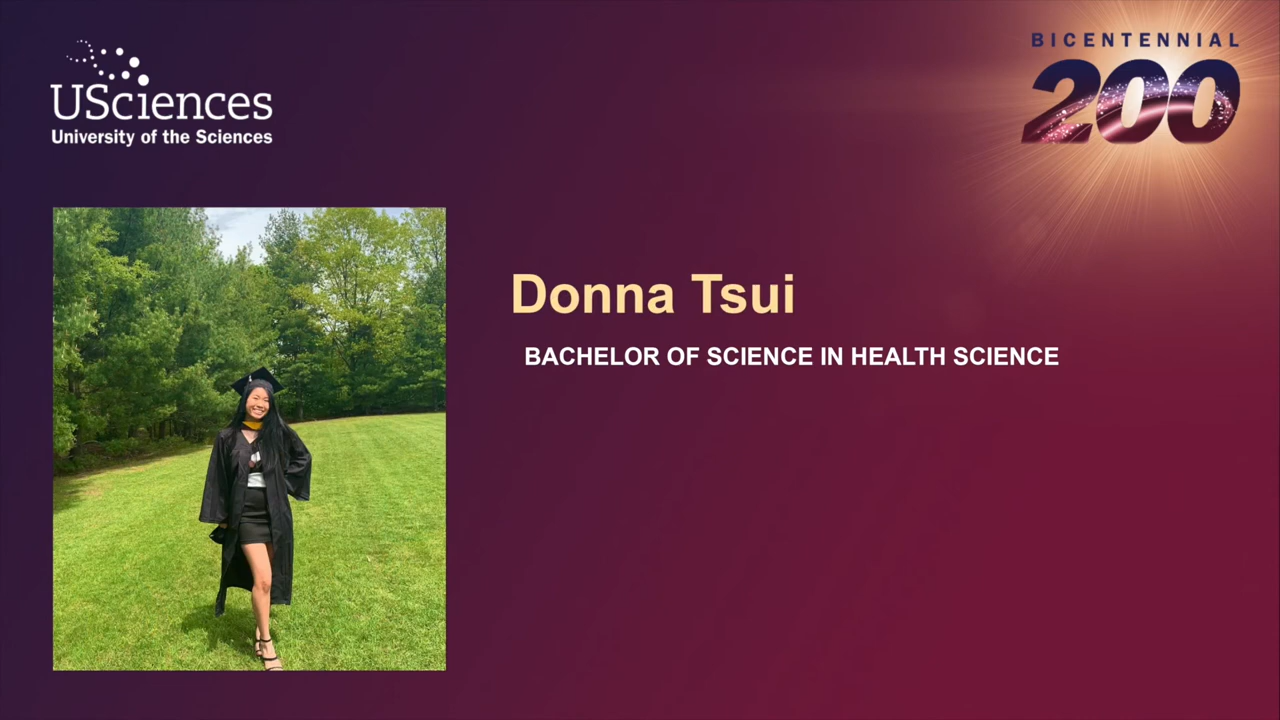 USciences
University of the Sciences
BICENTENNIAL
200
Donna Tsui
BACHELOR OF SCIENCE IN HEALTH SCIENCE